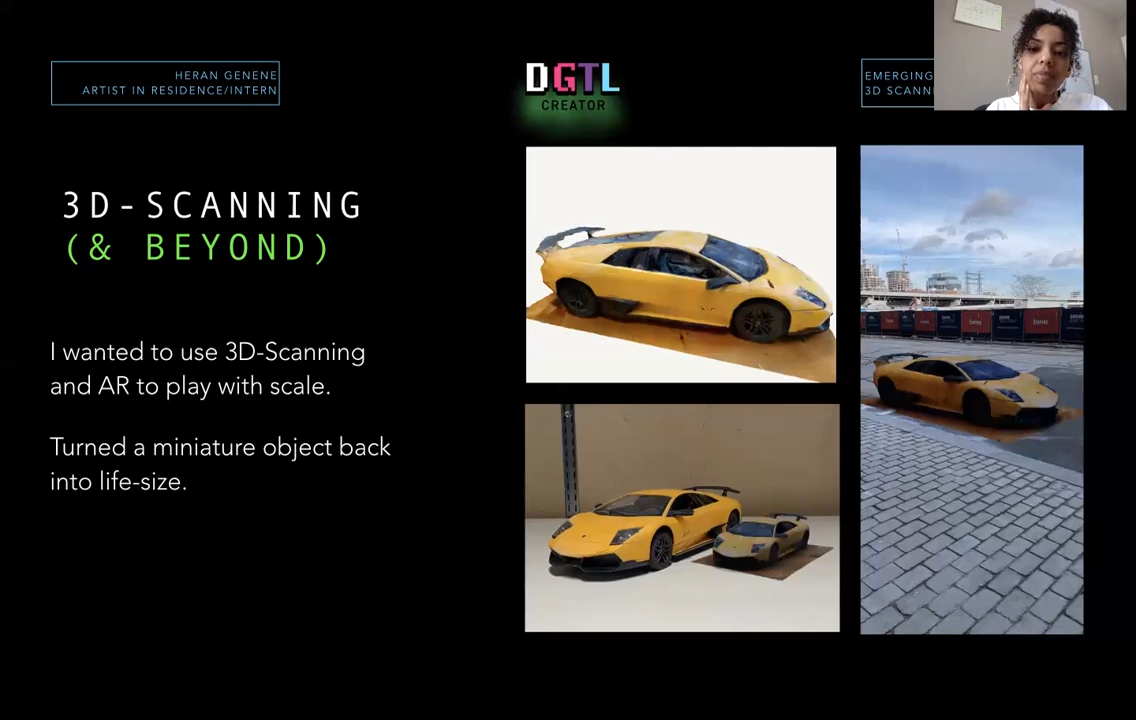 HERAN GENENE
ARTIST IN RESIDENCE/INTERN
DGTL
CREATOR
EMERGING
3D
3D-SCANNING
(& BEYOND)
I wanted to use 3D-Scanning
and AR to play with scale.
Turned a miniature object back
into life-size.